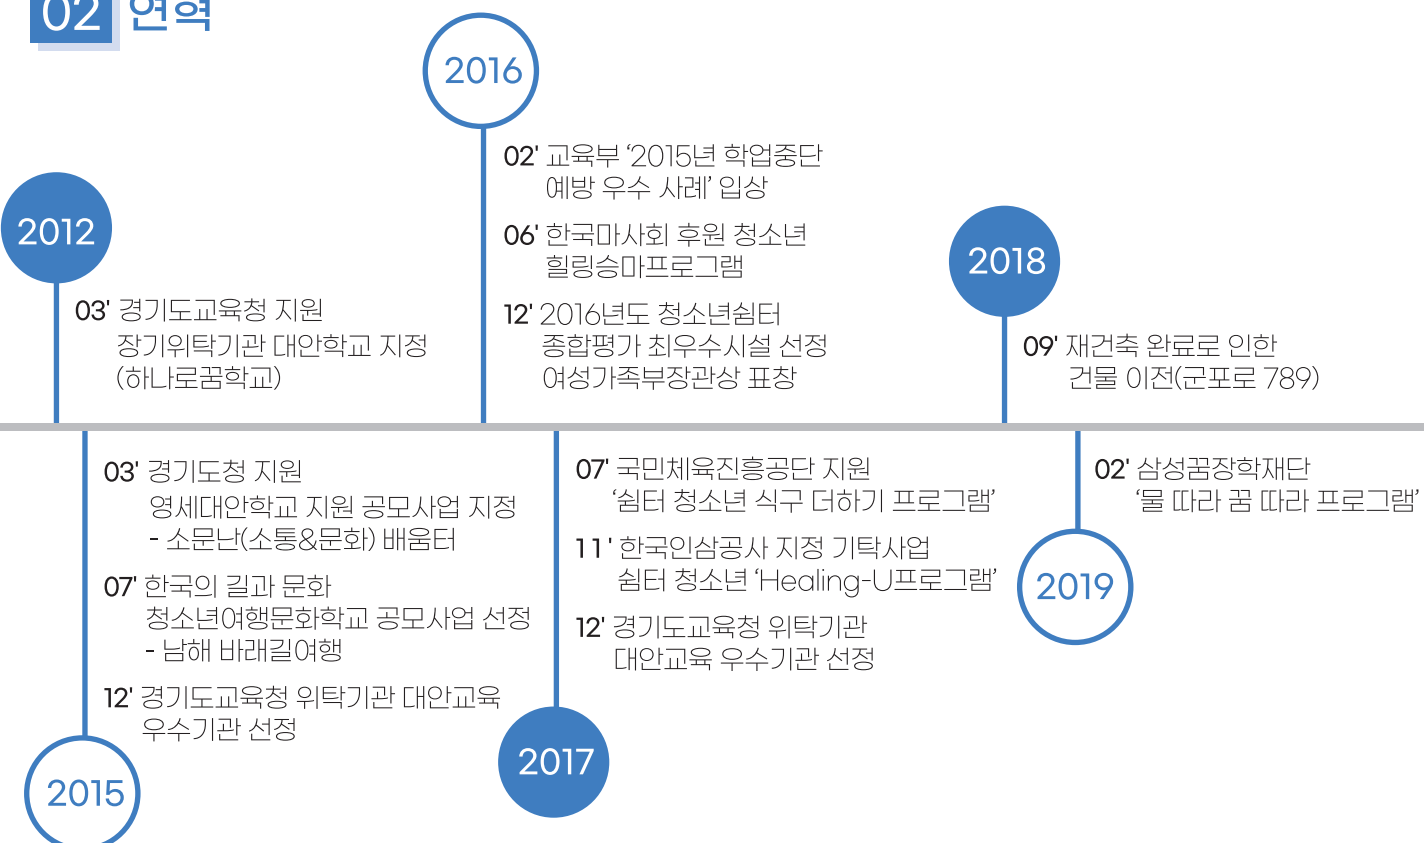 02 연혁
2012
03' 경기도교육청 지원
장기위탁기관 대안학교 지정
(하나로꿈학교)
2015
03' 경기도청 지원
영세대안학교 지원 공모사업 지정
- 소문난(소통&문화) 배움터
07' 한국의 길과 문화
청소년여행문화학교 공모사업 선정
- 남해 바래길여행
12' 경기도교육청 위탁기관 대안교육
우수기관 선정
2016
02' 교육부 ‘2015년 학업중단
예방 우수 사례’ 입상
06' 한국마사회 후원 청소년
힐링승마프로그램
12' 2016년도 청소년쉼터
종합평가 최우수시설 선정
여성가족부장관상 표창
2017
07' 국민체육진흥공단 지원
‘쉼터 청소년 식구 더하기 프로그램’
11' 한국인삼공사 지정 기탁사업
쉼터 청소년 ‘Healing-U프로그램’
12' 경기도교육청 위탁기관
대안교육 우수기관 선정
2018
09' 재건축 완료로 인한
건물 이전(군포로 789)
2019
02' 삼성꿈장학재단
‘물 따라 꿈 따라 프로그램’